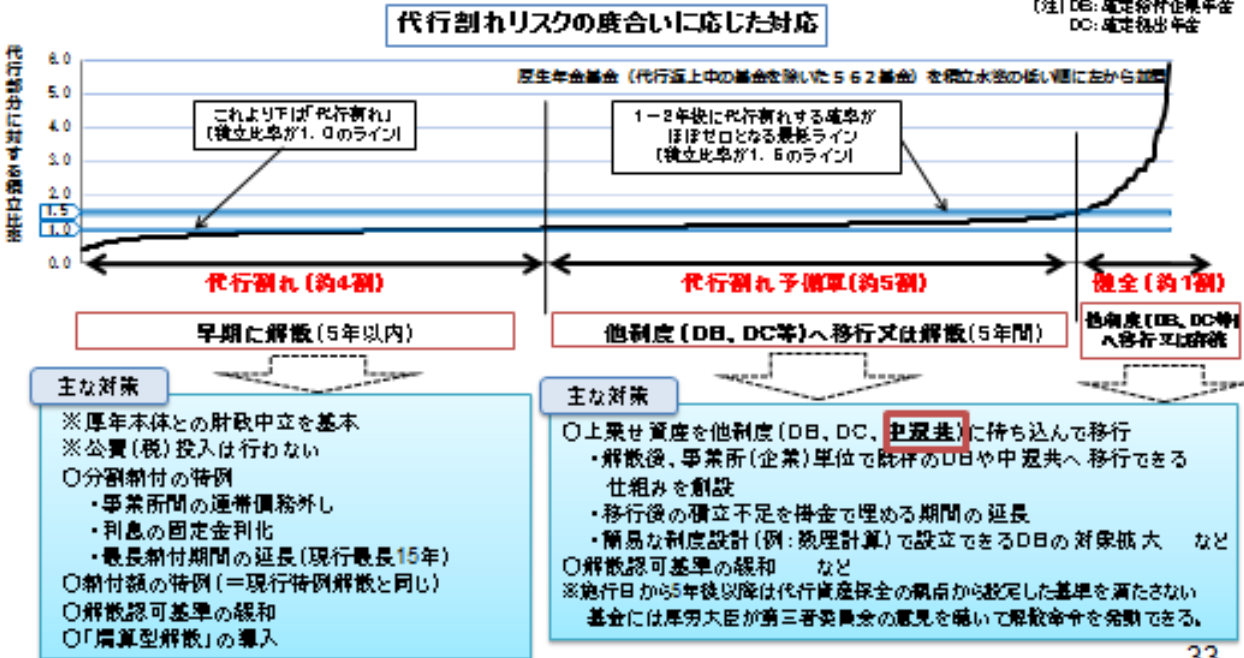 代行割れリスクの度合いに応じた対応
(注)DB:確定給付企業年金
DC:確定拠出年金
6.0
5.0
4.0
3.0
2.0
1.5
1.0
0.0
厚生年金基金(代行返上中の基金を除いた562基金)を積立水準の低い順に左から並置
これより下は「代行割れ」
(積立比率が1.0のライン)
1-2年後に代行割れする確率が
ほぼゼロとなる最低ライン
(積立比率が1.5のライン)
代行割れ(約4割)
代行割れ予備軍(約5割)
健全(約1割)
早期に解散(5年以内)
他制度(DB、DC等)へ移行又は解散(5年間)
他制度(DB、DC等)
へ移行又は存続
主な対策
※厚年本体との財政中立を基本
※公費(税)投入は行わない
○分割納付の特例
・事業所間の連帯債務外し
・利息の固定金利化
・最長納付期間の延長(現行最長15年)
○納付額の特例(=現行特例解散と同じ)
○解散認可基準の緩和
○「清算型解散」の導入
主な対策
○上乗せ資産を他制度(DB、DC、中退共)に持ち込んで移行
・解散後、事業所(企業)単位で既存のDBや中退共へ移行できる
仕組みを創設
・移行後の積立不足を掛金で埋める期間の延長
・簡易な制度設計(例:数理計算)で設立できるDBの対象拡大 など
○解散認可基準の緩和 など
※施行日から5年後以降は代行資産保全の観点から設定した基準を満たさない
基金には厚労大臣が第三者委員会の意見を聴いて解散命令を発動できる。
33